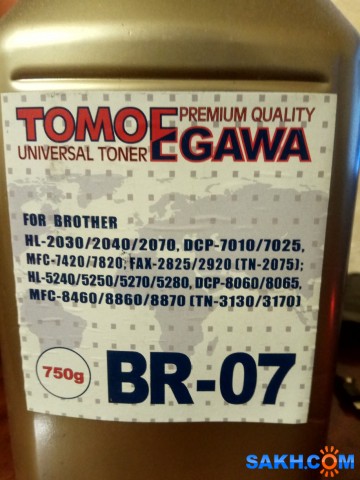 TOMOEGAWA PREMIUM QUALITY
UNIVERSAL TONER
FOR BROTHER
HL-2030/2040/2070, DCP-7010/7025,
MFC-7420/7820; FAX-2825/2920 (TN-2075);
HL-5240/5250/5270/5280, DCP-8060/8065,
MFC-8460/8860/8870 (TN-3130/3170)
750g
BR-07
SAKH.COM